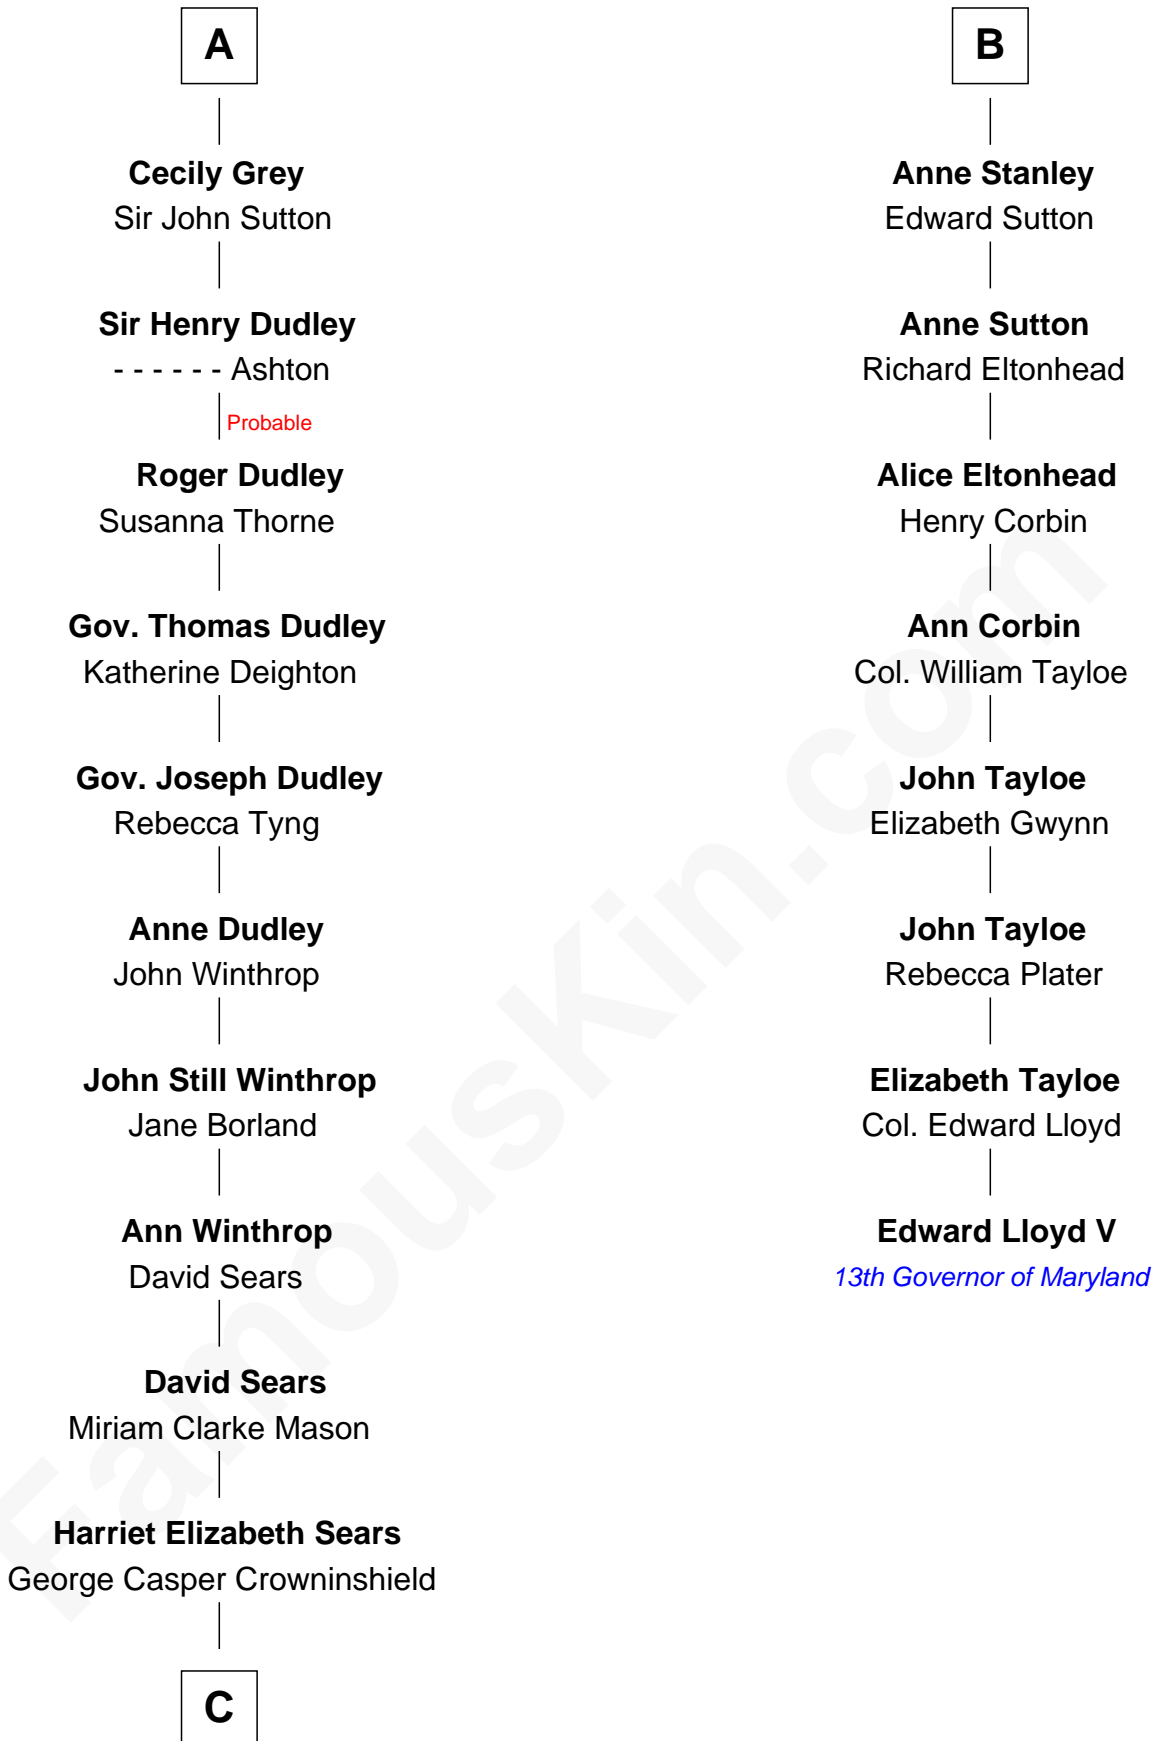 A
Cecily Grey
Sir John Sutton
Sir Henry Dudley
- - - - - - Ashton
Probable
Roger Dudley
Susanna Thorne
Gov. Thomas Dudley
Katherine Deighton
Gov. Joseph Dudley
Rebecca Tyng
Anne Dudley
John Winthrop
John Still Winthrop
Jane Borland
Ann Winthrop
David Sears
David Sears
Miriam Clarke Mason
Harriet Elizabeth Sears
George Casper Crowninshield
C
B
Anne Stanley
Edward Sutton
Anne Sutton
Richard Eltonhead
Alice Eltonhead
Henry Corbin
Ann Corbin
Col. William Tayloe
John Tayloe
Elizabeth Gwynn
John Tayloe
Rebecca Plater
Elizabeth Tayloe
Col. Edward Lloyd
Edward Lloyd V
13th Governor of Maryland
FamousKin.com